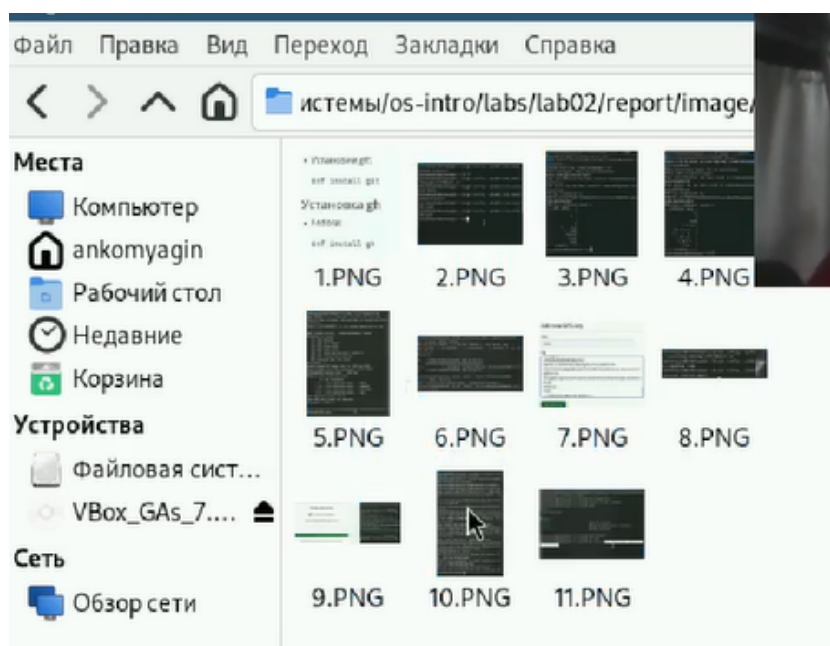 Файл Правка Вид Переход Закладки Справка
истемы/os-intro/labs/lab02/report/image/
Места
Компьютер
ankomyagin
Рабочий стол
Недавние
Корзина
Устройства
Файловая сист...
VBox_GAs_7....
Сеть
Обзор сети
Установка gh
1.PNG 2.PNG 3.PNG 4.PNG
5.PNG 6.PNG 7.PNG 8.PNG
9.PNG 10.PNG 11.PNG